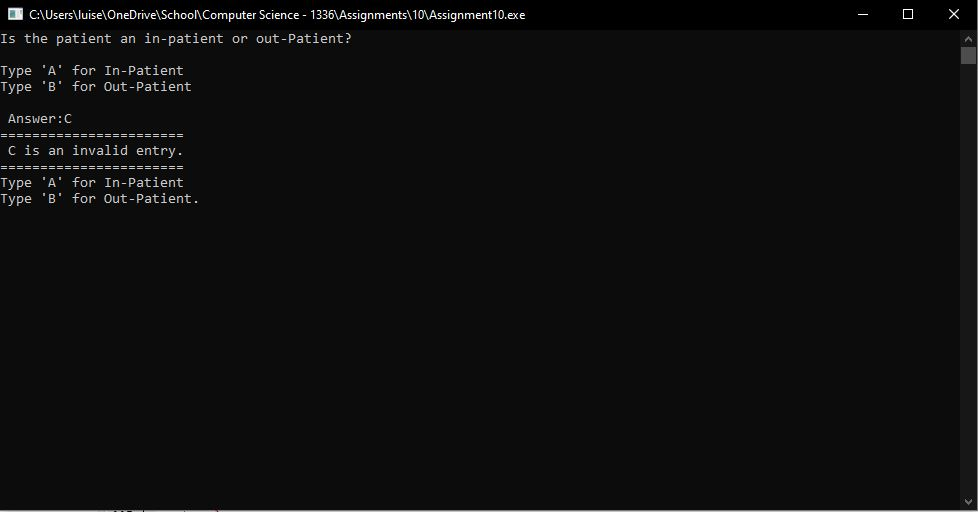 C:\Users\luise\OneDrive\School\Computer Science - 1336\Assignments\10\Assignment10.exe
Is the patient an in-patient or out-Patient?
Type 'A' for In-Patient
Type 'B' for Out-Patient
Answer:C
=======================
C is an invalid entry.
=======================
Type 'A' for In-Patient
Type 'B' for Out-Patient.